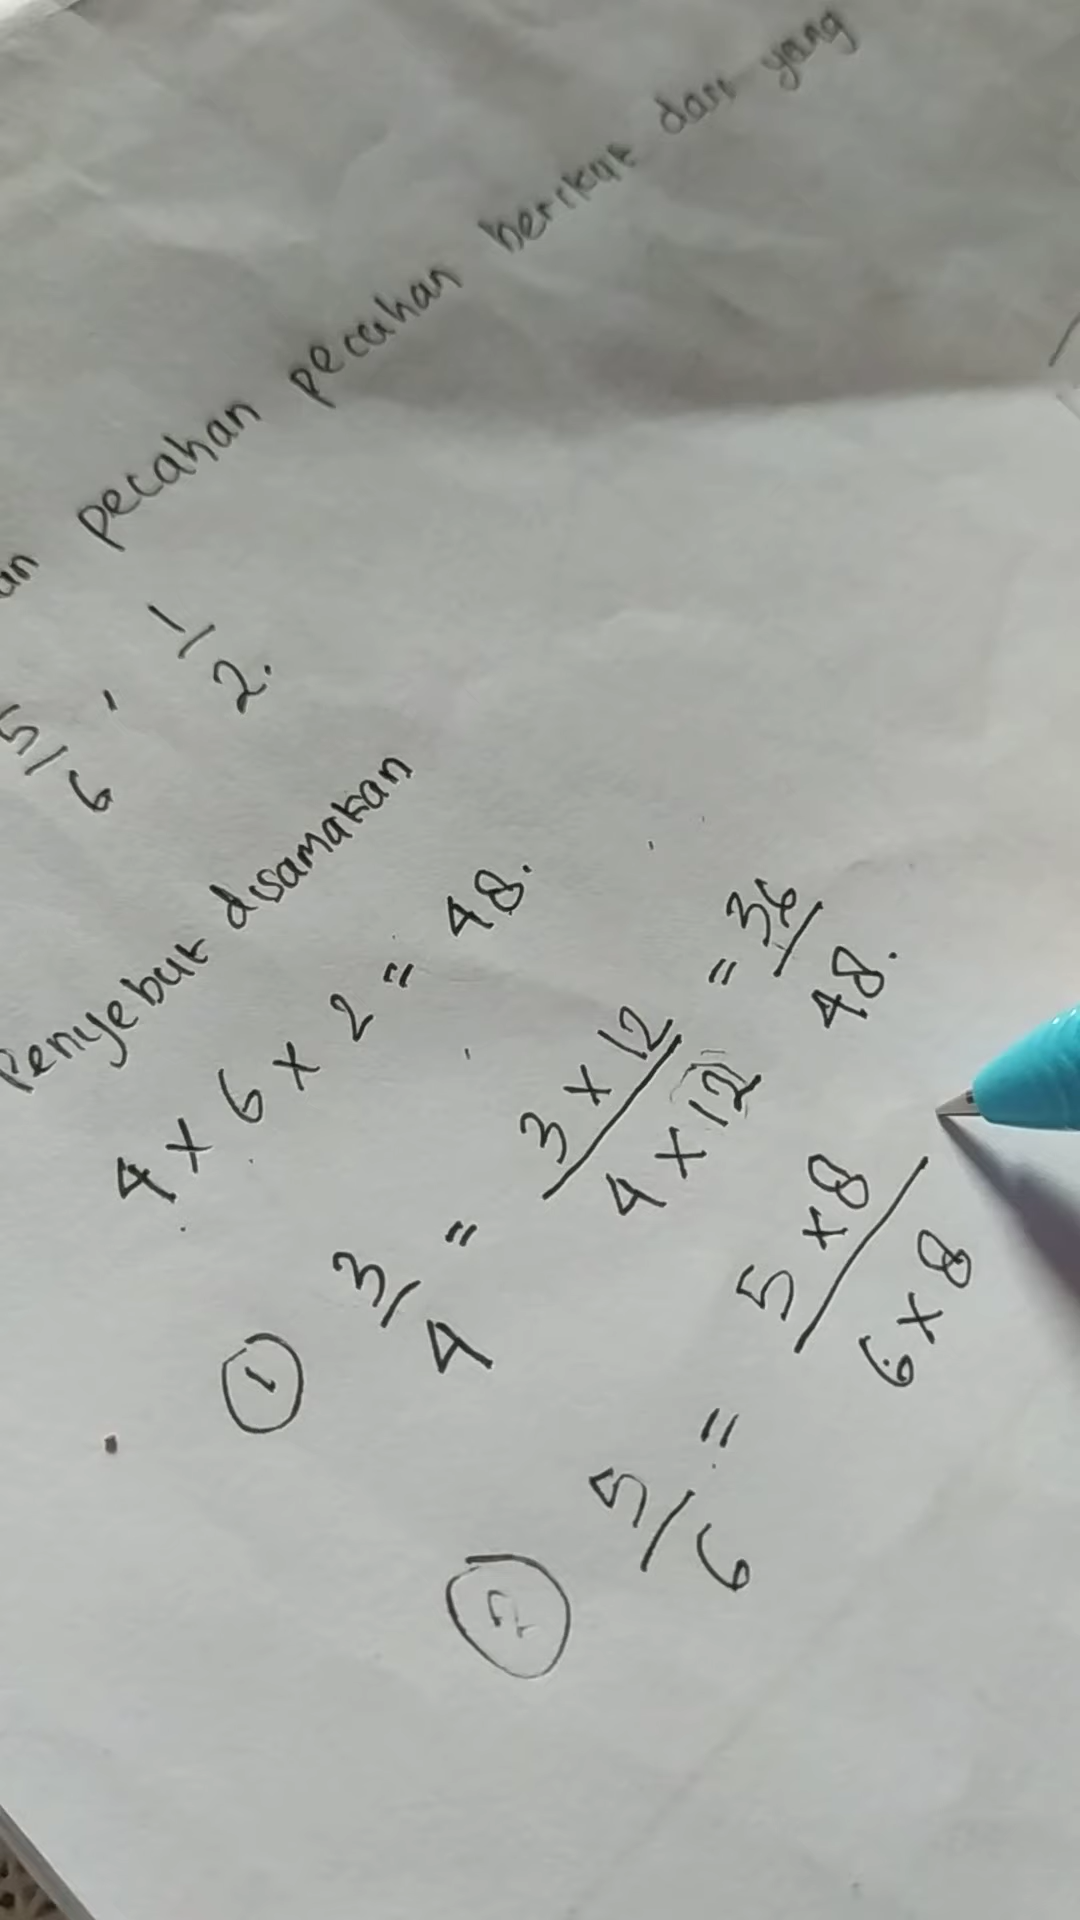 pecahan pecahan berikut dari yang
5/6 , 1/2.
Penyebut disamakan
4 x 6 x 2 = 48.
① 3/4 = 3 x 12 / 4 x 12 = 36/48.
② 5/6 = 5 x 8 / 6 x 8